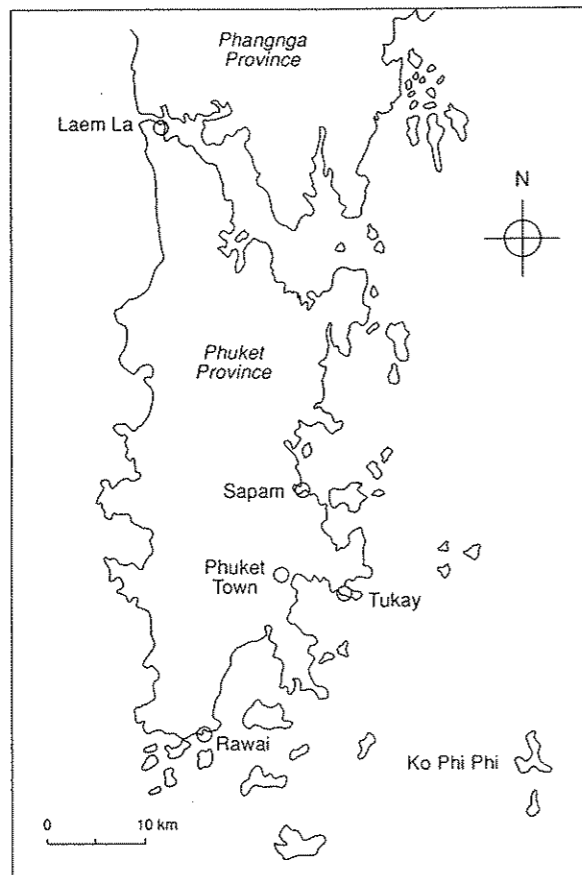 Phangnga
Province
Laem La
N
Phuket
Province
Sapam
Phuket
Town
Tukay
Rawai
Ko Phi Phi
0
10 km